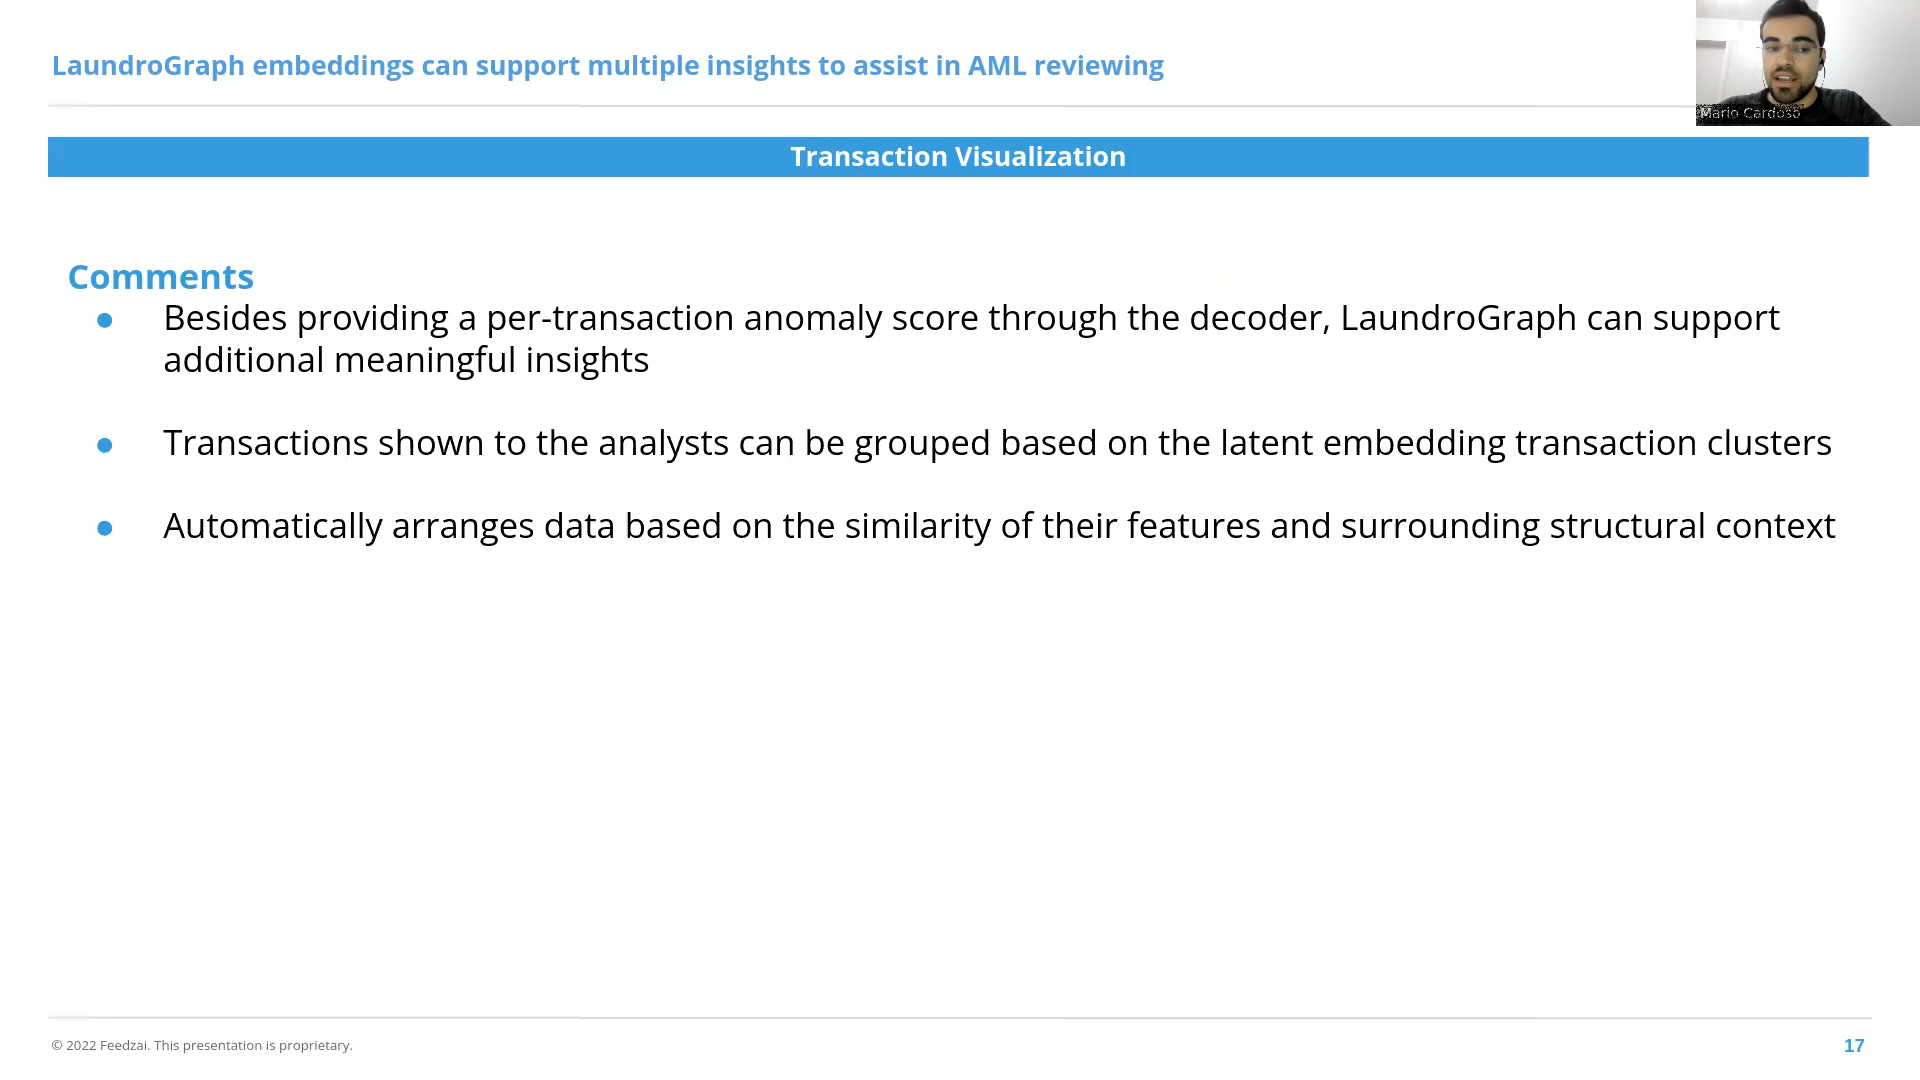 LaundroGraph embeddings can support multiple insights to assist in AML reviewing
Mario Cardoso
Transaction Visualization
Comments
● Besides providing a per-transaction anomaly score through the decoder, LaundroGraph can support
additional meaningful insights
● Transactions shown to the analysts can be grouped based on the latent embedding transaction clusters
● Automatically arranges data based on the similarity of their features and surrounding structural context
© 2022 Feedzai. This presentation is proprietary.
17